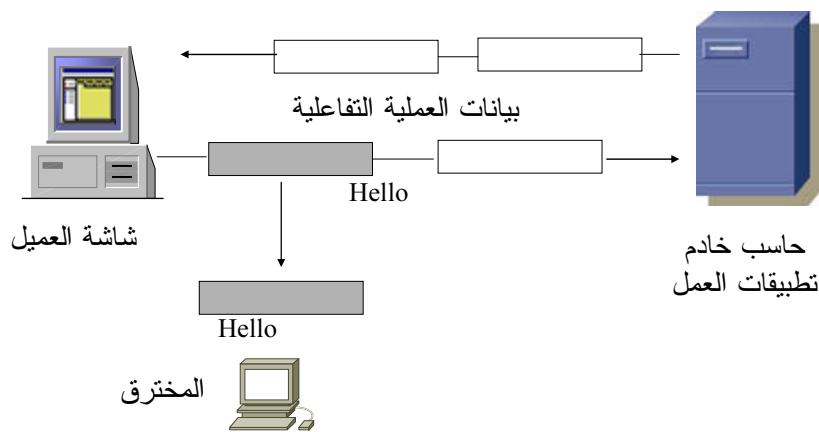 بيانات العملية التفاعلية
Hello
شاشة العميل
حاسب خادم
تطبيقات العمل
Hello
المخترق